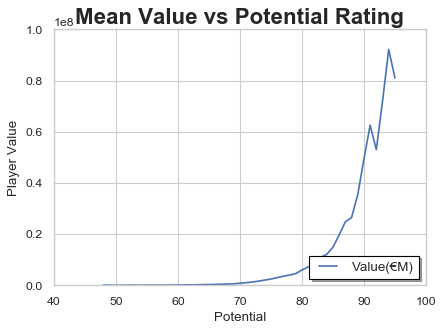 Mean Value vs Potential Rating
1e8
1.0
0.8
0.6
0.4
0.2
0.0
Player Value
40 50 60 70 80 90 100
Potential
Value(€M)